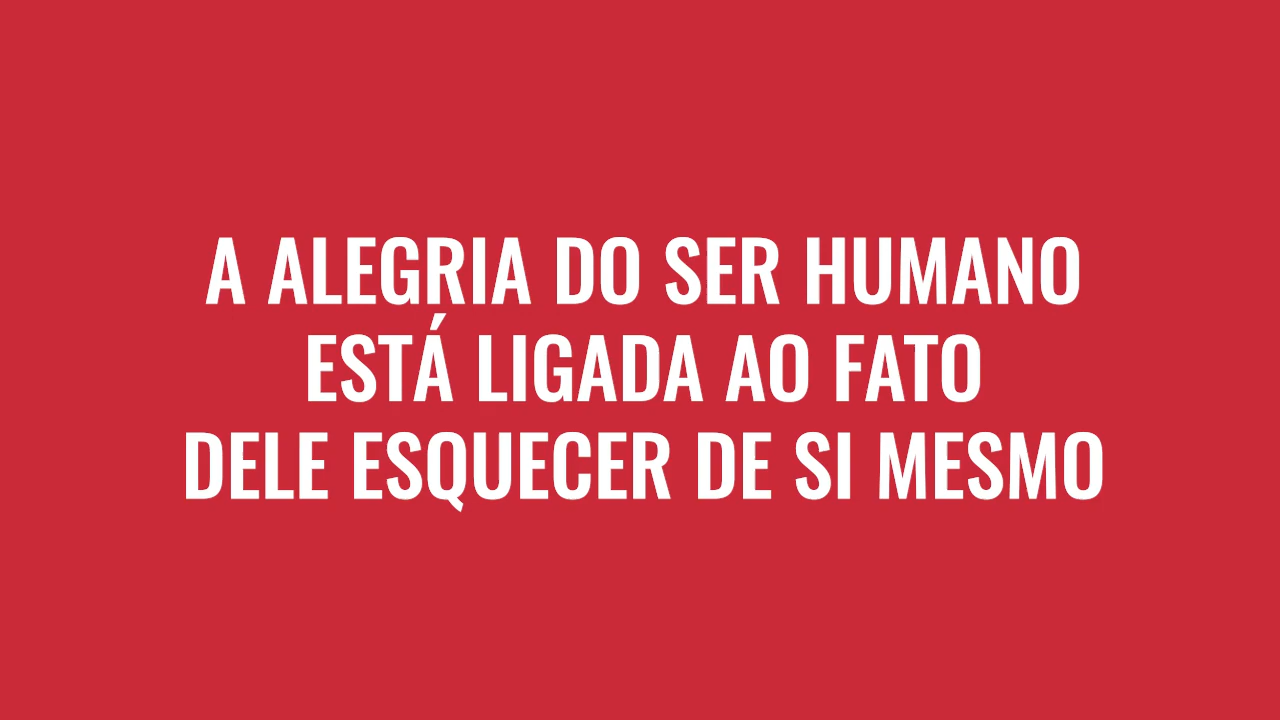 A ALEGRIA DO SER HUMANO
ESTÁ LIGADA AO FATO
DELE ESQUECER DE SI MESMO